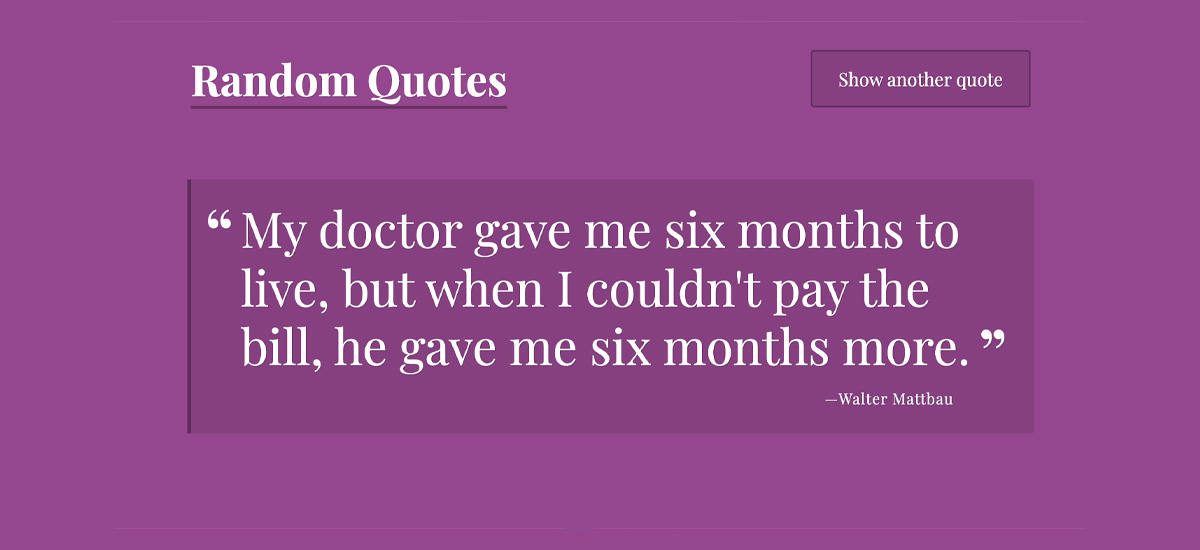 Random Quotes
Show another quote
“ My doctor gave me six months to
live, but when I couldn't pay the
bill, he gave me six months more. ”
—Walter Mattbau